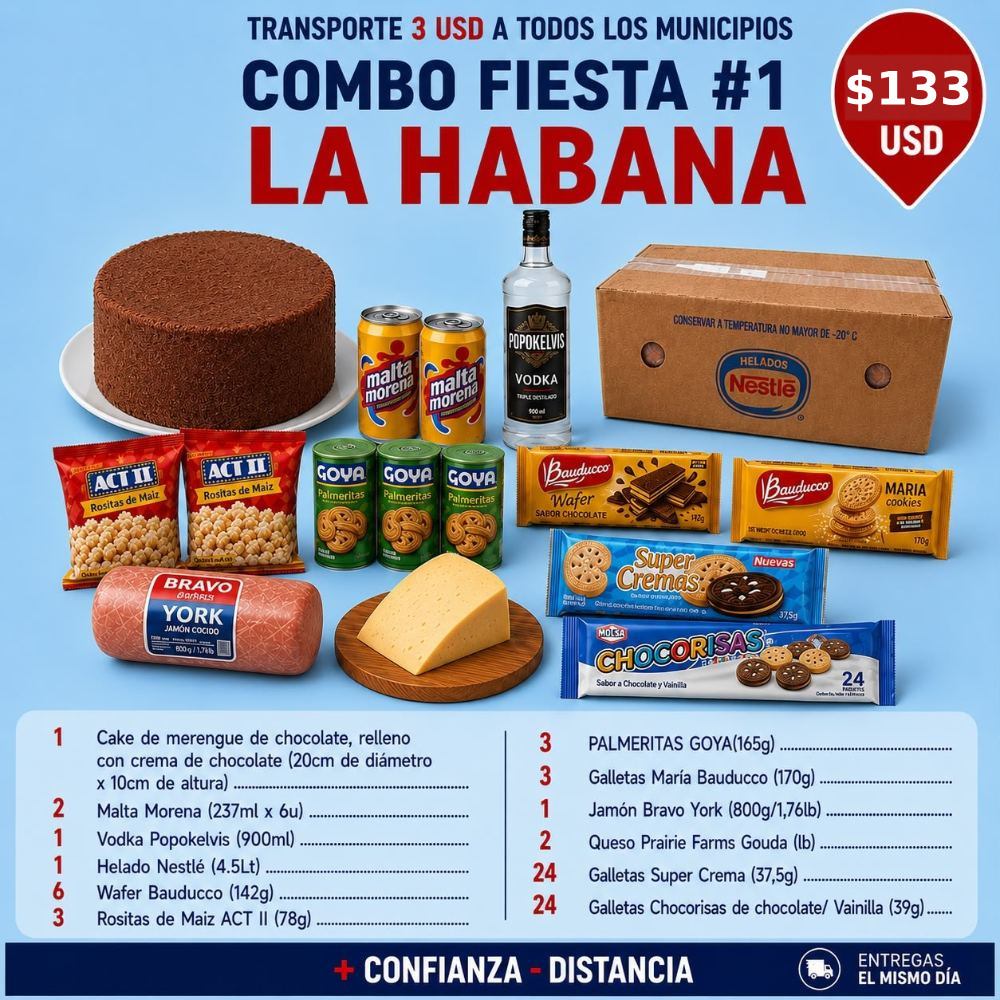 TRANSPORTE 3 USD A TODOS LOS MUNICIPIOS
COMBO FIESTA #1
LA HABANA
$133
USD
CONSERVAR A TEMPERATURA NO MAYOR DE -20° C
HELADOS
Nestlé
malta
morena
malta
morena
POPOKELVIS
VODKA
TRIPLE DESTILADO
900 ml
ACT II
Rositas de Maiz
ACT II
Rositas de Maiz
GOYA
Palmeritas
GOYA
Palmeritas
GOYA
Palmeritas
Bauducco
Wafer
SABOR CHOCOLATE
142g
Bauducco
MARIA
cookies
170g
Super
Cremas
Nuevas
37,5g
BRAVO
YORK
JAMÓN COCIDO
800g / 1,76lb
MOLSA
CHOCORISAS
Sabor a Chocolate y Vainilla
24
PAQUETES
1 Cake de merengue de chocolate, relleno
con crema de chocolate (20cm de diámetro
x 10cm de altura)
2 Malta Morena (237ml x 6u)
1 Vodka Popokelvis (900ml)
1 Helado Nestlé (4.5Lt)
6 Wafer Bauducco (142g)
3 Rositas de Maiz ACT II (78g)
3 PALMERITAS GOYA(165g)
3 Galletas María Bauducco (170g)
1 Jamón Bravo York (800g/1,76lb)
2 Queso Prairie Farms Gouda (lb)
24 Galletas Super Crema (37,5g)
24 Galletas Chocorisas de chocolate/ Vainilla (39g)
+ CONFIANZA - DISTANCIA
ENTREGAS
EL MISMO DÍA